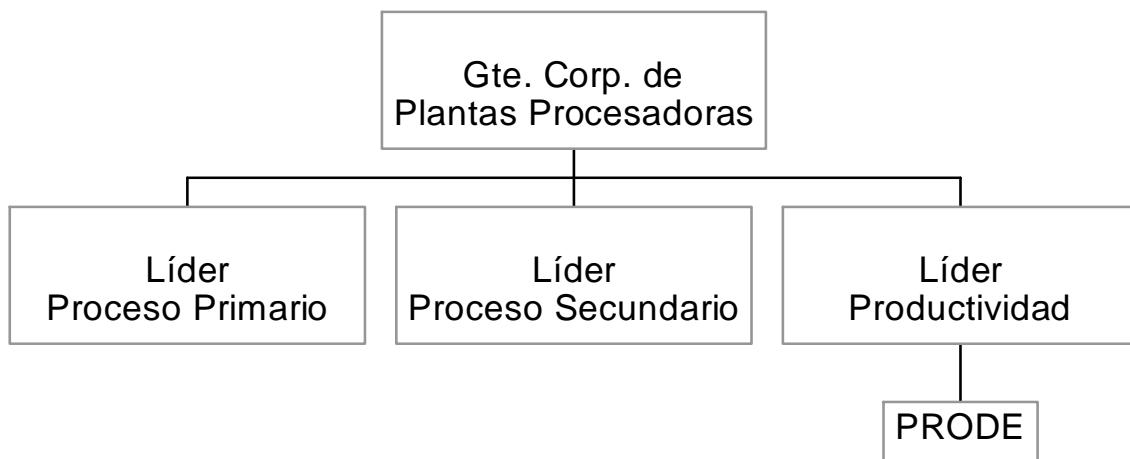 Gte. Corp. de
Plantas Procesadoras
Líder
Proceso Primario
Líder
Proceso Secundario
Líder
Productividad
PRODE